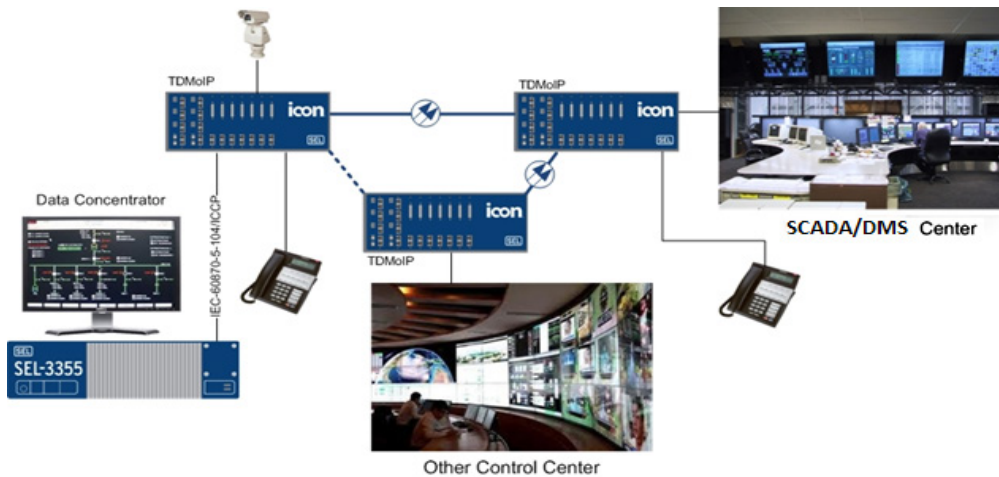 TDMoIP
icon
SEL
TDMoIP
icon
SEL
Data Concentrator
IEC-60870-5-104/ICCP
icon
SEL
TDMoIP
SCADA/DMS Center
SEL
SEL-3355
Other Control Center